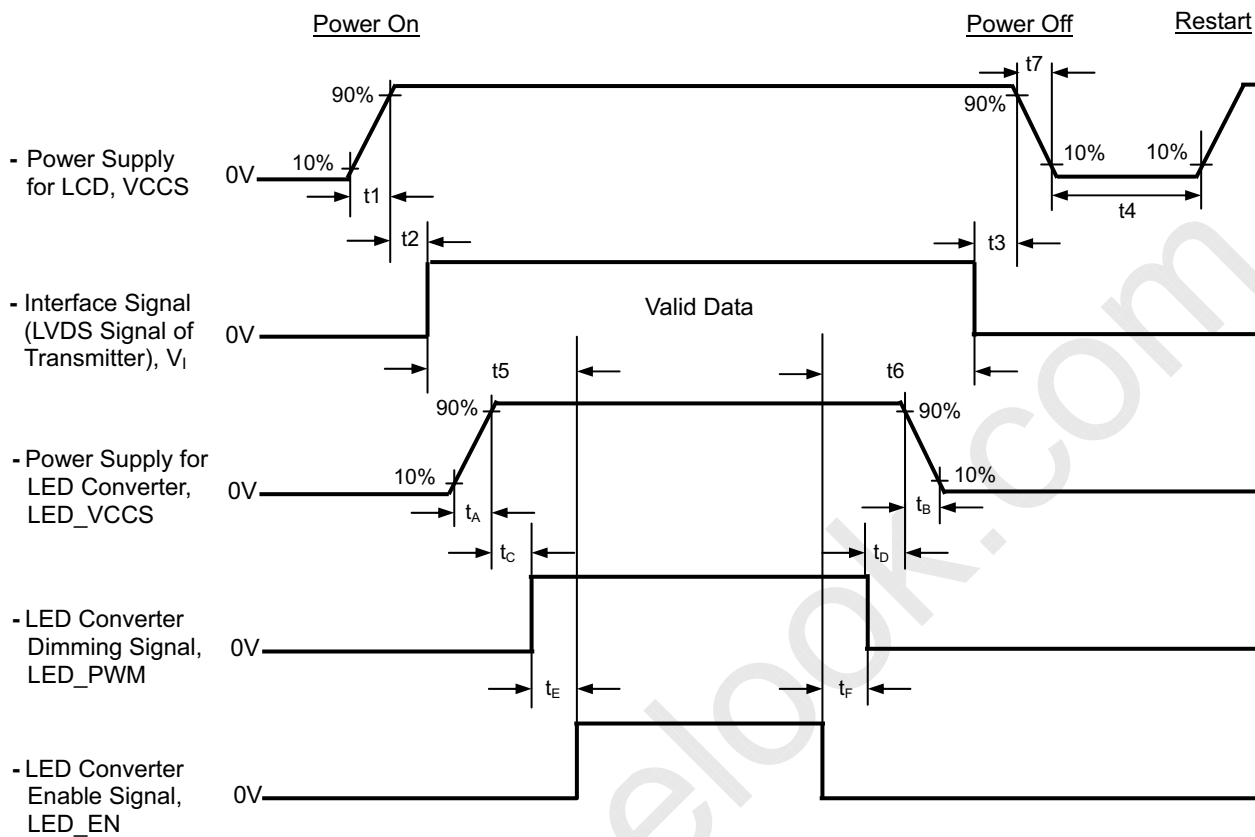 Power On
Power Off
Restart
t7
90%
90%
10%
10%
10%
- Power Supply
for LCD, VCCS
0V
t1
t4
t2
t3
- Interface Signal
(LVDS Signal of
Transmitter), VI
0V
Valid Data
t5
t6
90%
90%
- Power Supply for
LED Converter,
LED_VCCS
0V
10%
10%
tA
tB
tC
tD
- LED Converter
Dimming Signal,
LED_PWM
0V
tE
tF
- LED Converter
Enable Signal,
LED_EN
0V
elook.com